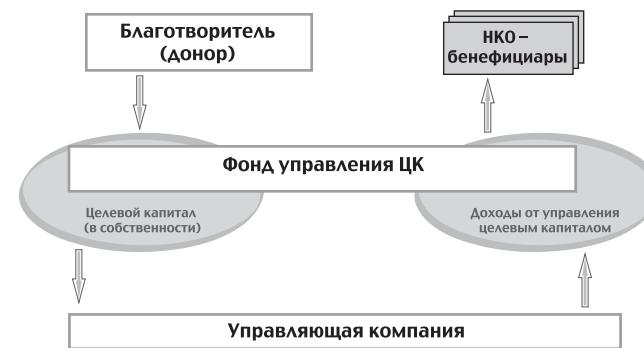 Благотворитель
(донор)
НКО –
бенефициары
Фонд управления ЦК
Целевой капитал
(в собственности)
Доходы от управления
целевым капиталом
Управляющая компания